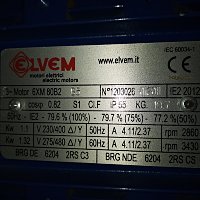 ELVEM
motori elettrici
electric motors
www.elvem.it
IEC 60034-1
3~ Motor 6XM 80B2 N°1203026
cosφ 0.82 S1 Cl.F IP 55 KG.
50Hz - IE2 - 79.6% (100%) - 79.7% (75%) - 77.2% (50%)
Kw 1.1 V 230/400 Δ/Y 50Hz A 4.11/2.37 rpm 2860
Kw 1.32 V 275/480 Δ/Y 60Hz A 4.11/2.37 rpm 3430
BRG DE 6204 2RS C3 BRG NDE 6204 2RS C3